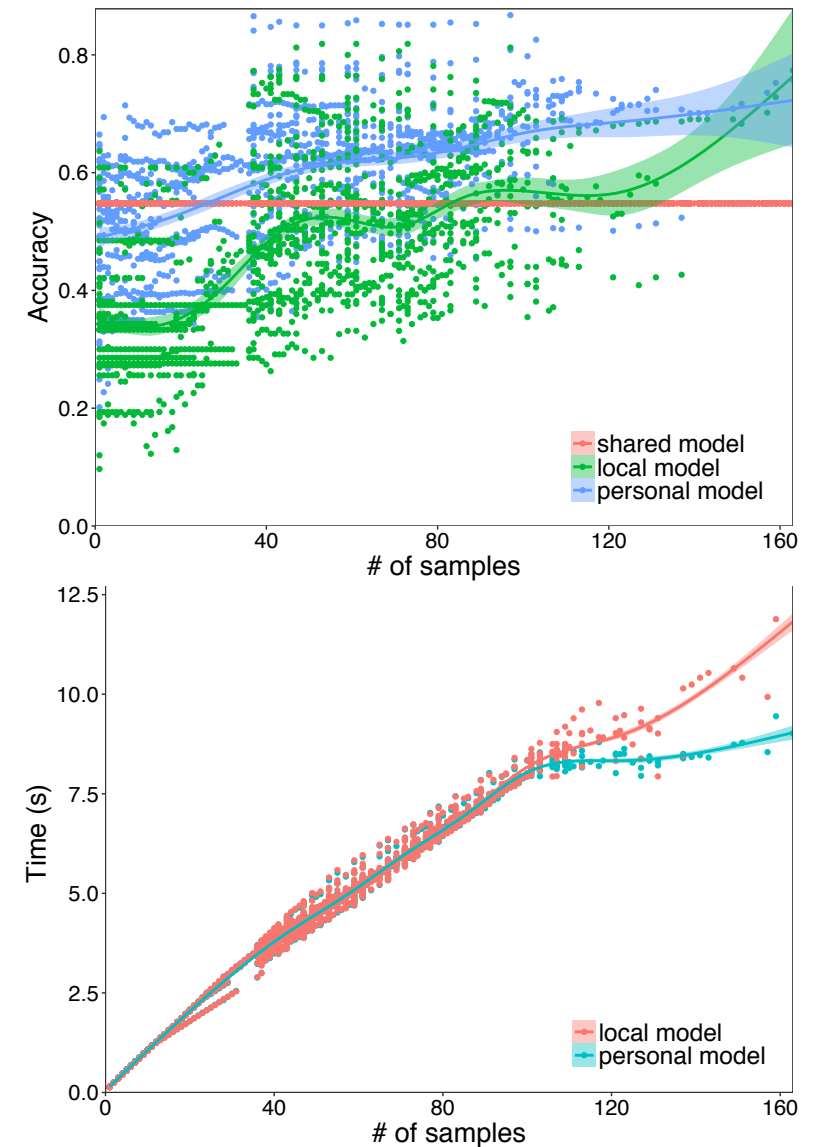 0.8
0.6
0.4
0.2
0.0
Accuracy
0
40
80
120
160
# of samples
shared model
local model
personal model
12.5
10.0
7.5
5.0
2.5
0.0
Time (s)
0
40
80
120
160
# of samples
local model
personal model